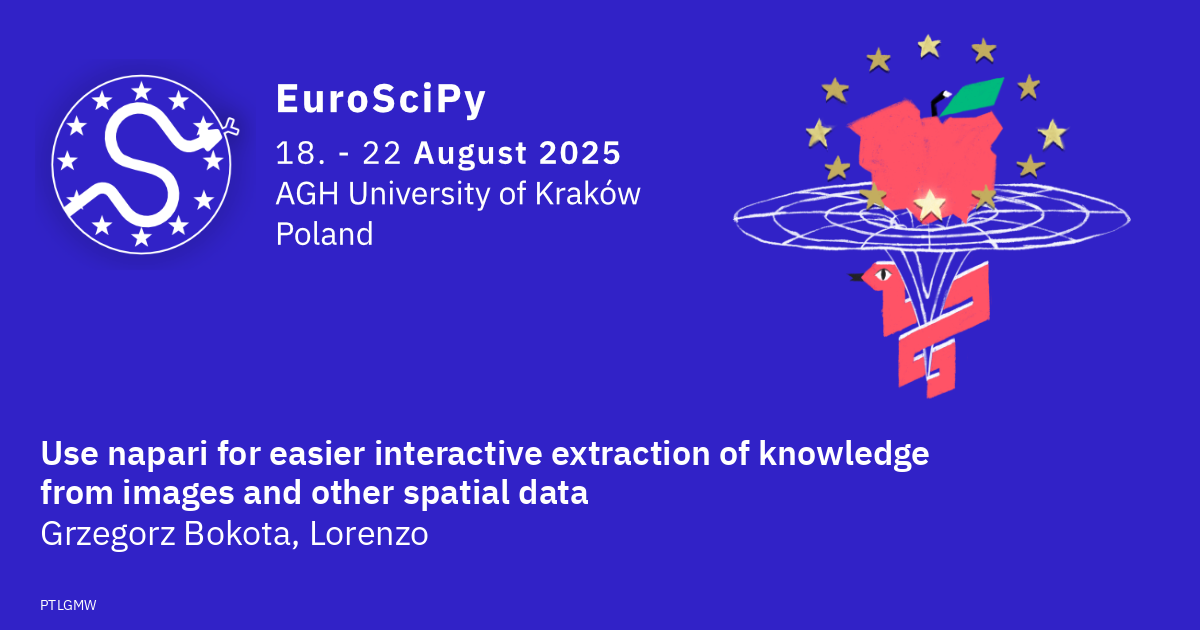 EuroSciPy
18. - 22 August 2025
AGH University of Kraków
Poland
Use napari for easier interactive extraction of knowledge
from images and other spatial data
Grzegorz Bokota, Lorenzo
PTLGMW